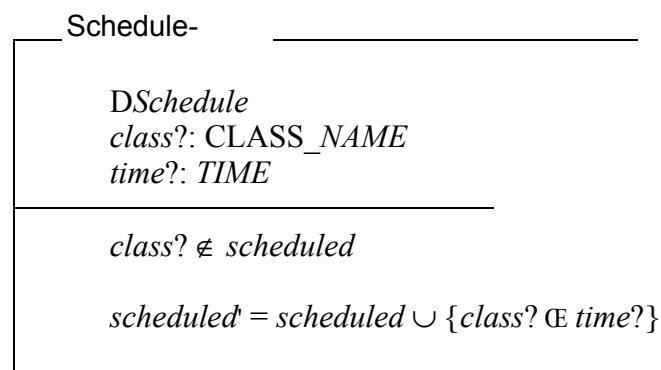 Schedule-
DSchedule
class?: CLASS_NAME
time?: TIME
class? ∉ scheduled
scheduled' = scheduled ∪ {class? Œ time?}